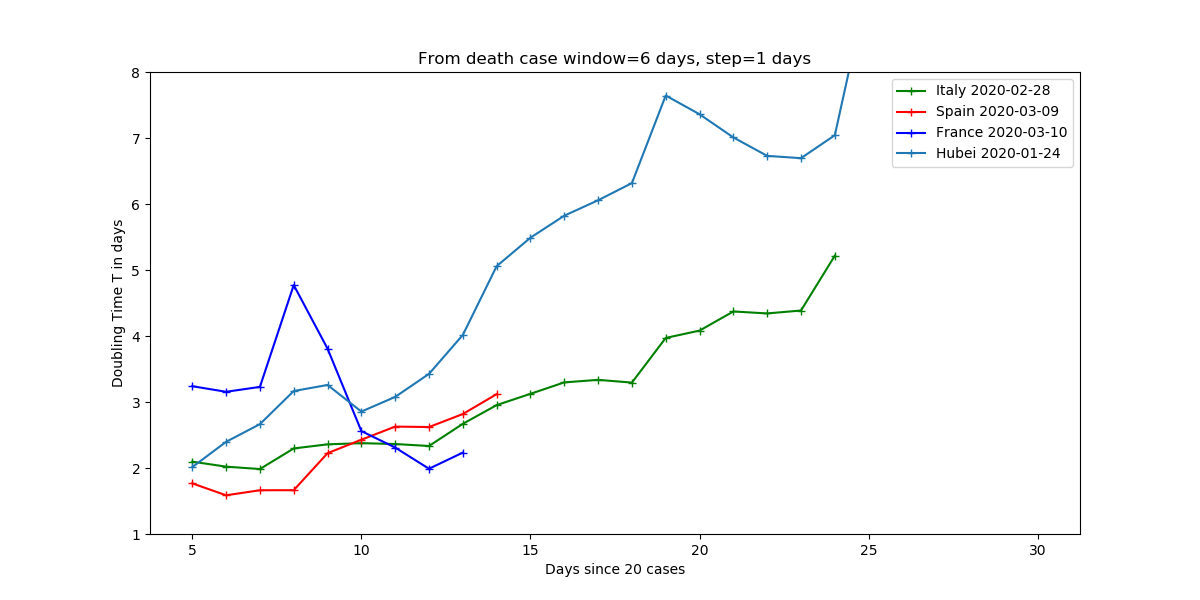 From death case window=6 days, step=1 days
Doubling Time T in days
8
7
6
5
4
3
2
1
Italy 2020-02-28
Spain 2020-03-09
France 2020-03-10
Hubei 2020-01-24
5 10 15 20 25 30
Days since 20 cases